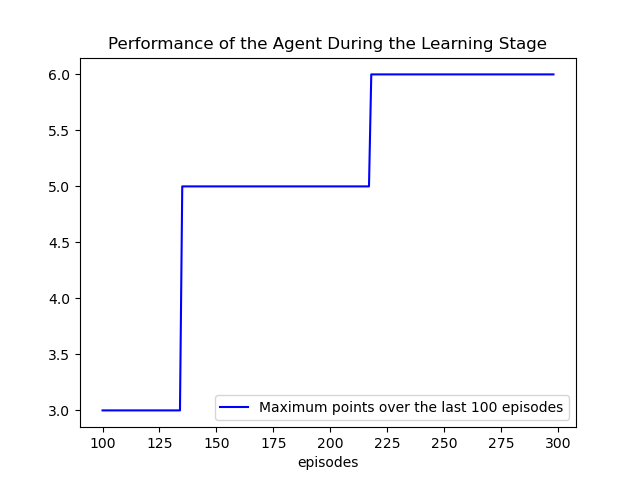 Performance of the Agent During the Learning Stage
6.0
5.5
5.0
4.5
4.0
3.5
3.0
Maximum points over the last 100 episodes
100 125 150 175 200 225 250 275 300
episodes